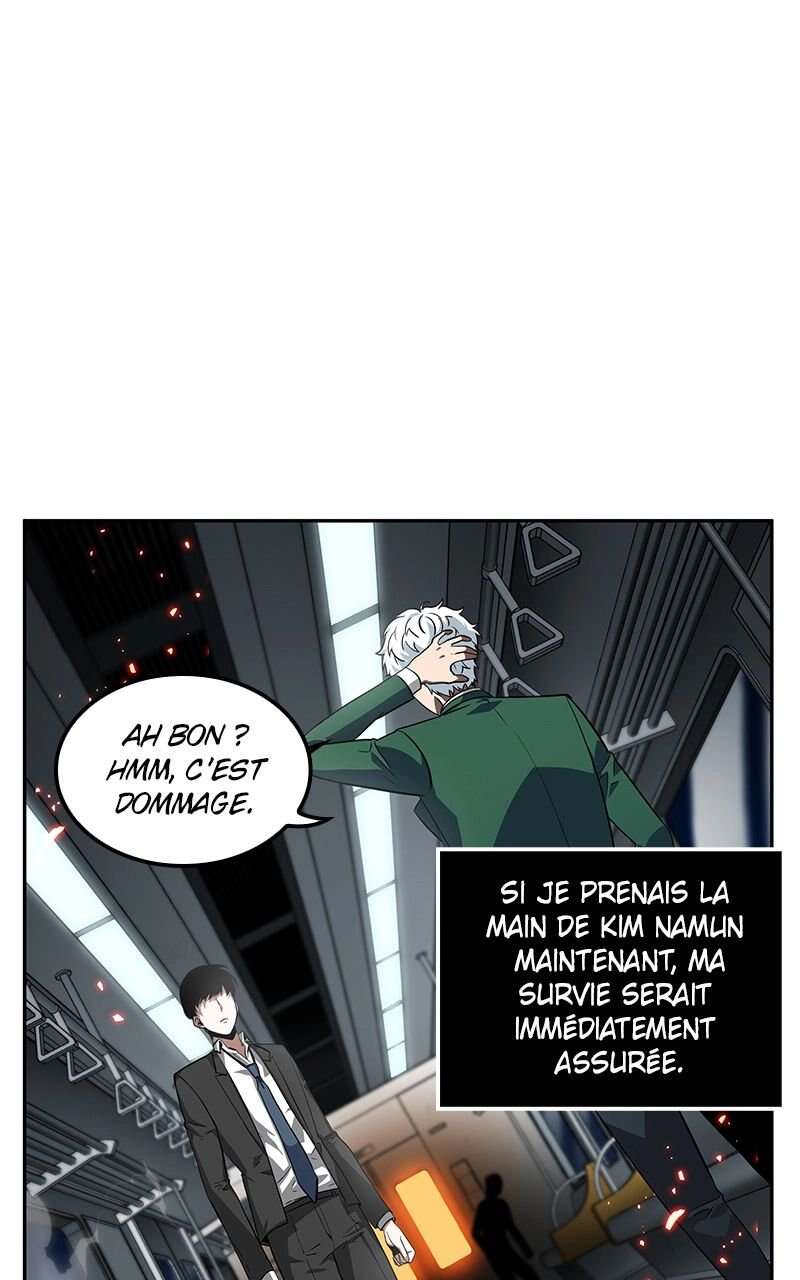 AH BON ?
HMM, C'EST
DOMMAGE.
SI JE PRENAIS LA
MAIN DE KIM NAMUN
MAINTENANT, MA
SURVIE SERAIT
IMMÉDIATEMENT
ASSURÉE.